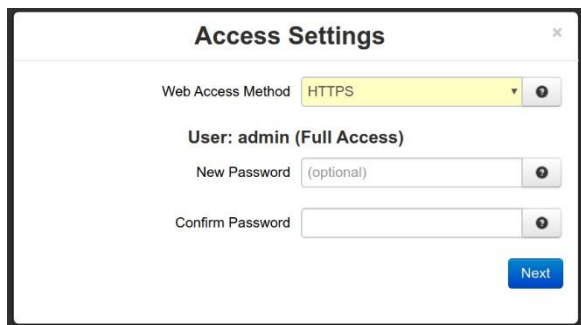 Access Settings ×
Web Access Method HTTPS
User: admin (Full Access)
New Password (optional)
Confirm Password
Next